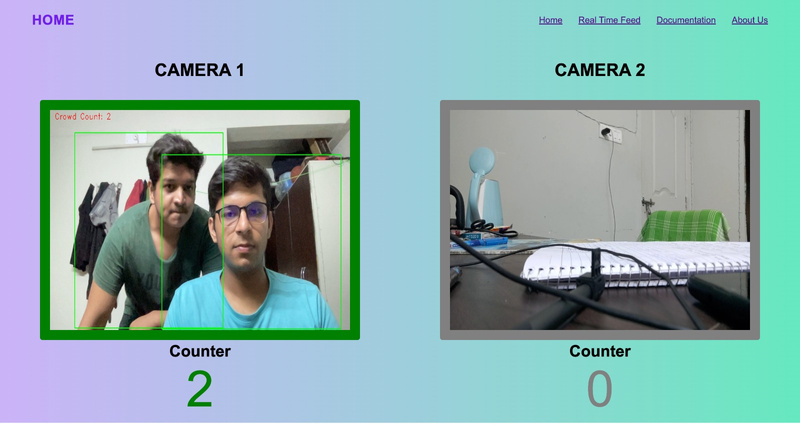 HOME
Home Real Time Feed Documentation About Us
CAMERA 1
CAMERA 2
Crowd Count: 2
Counter
2
Counter
0